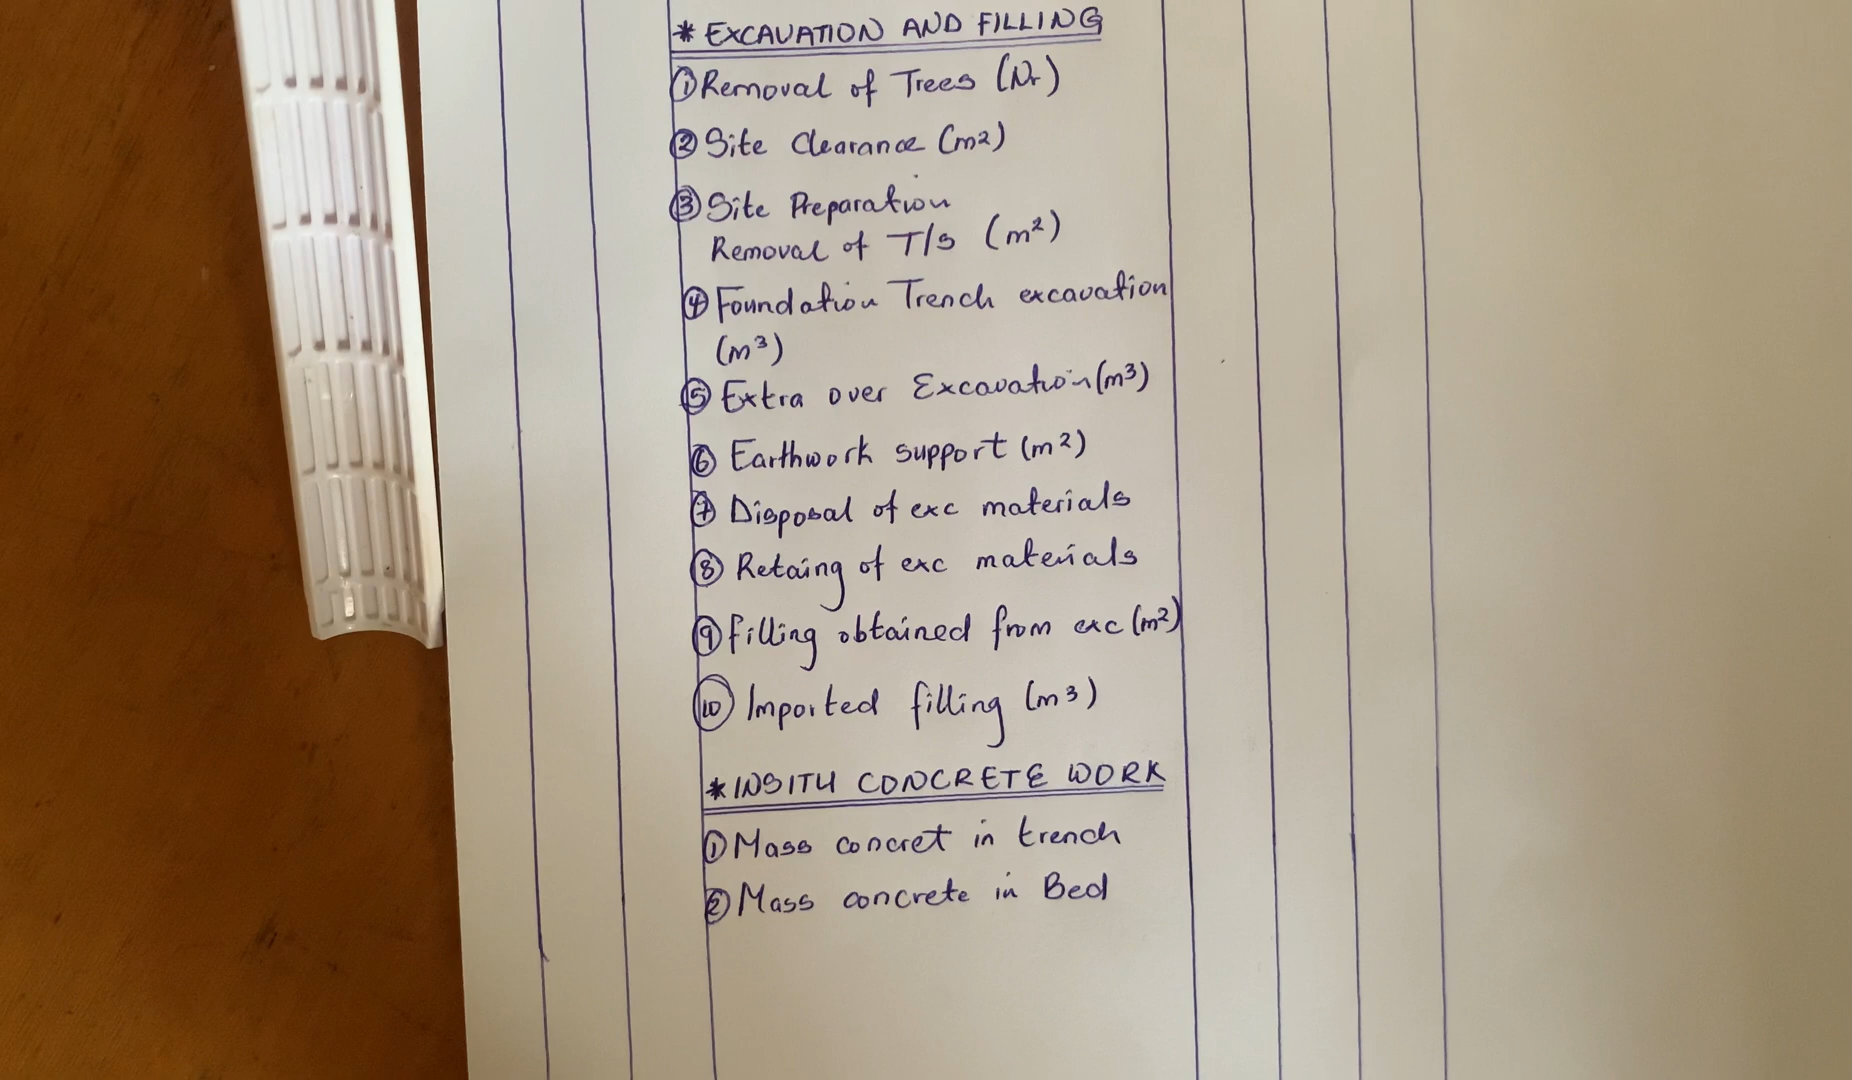 * EXCAVATION AND FILLING
① Removal of Trees (Nr)
② Site Clearance (m2)
③ Site Preparation
Removal of T/S (m²)
④ Foundation Trench excavation
(m³)
⑤ Extra over Excavation (m³)
⑥ Earthwork support (m²)
⑦ Disposal of exc materials
⑧ Retaing of exc materials
⑨ filling obtained from exc (m²)
⑩ Imported filling (m³)
* INSITU CONCRETE WORK
① Mass concret in trench
② Mass concrete in Bed